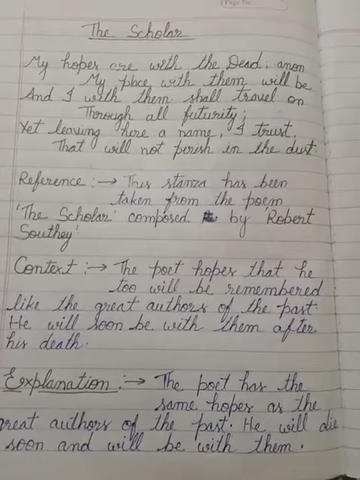 The Scholar
My hopes are with the Dead, anon
My place with them will be
And I with them shall travel on
Through all futurity;
Yet leaving here a name, I trust,
That will not perish in the dust
Reference :→ This stanza has been
taken from the poem
'The Scholar' composed by Robert
Southey'
Context :→ The poet hopes that he
too will be remembered
like the great authors of the past.
He will soon be with them after
his death.
Explanation :→ The poet has the
same hopes as the
great authors of the past. He will die
soon and will be with them.